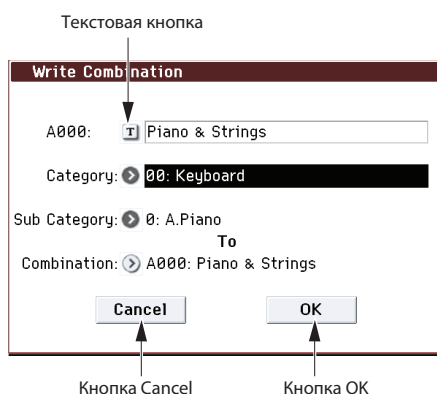 Текстовая кнопка
Write Combination
A000: T Piano & Strings
Category: 00: Keyboard
Sub Category: 0: A.Piano
To
Combination: A000: Piano & Strings
Cancel OK
Кнопка Cancel Кнопка OK